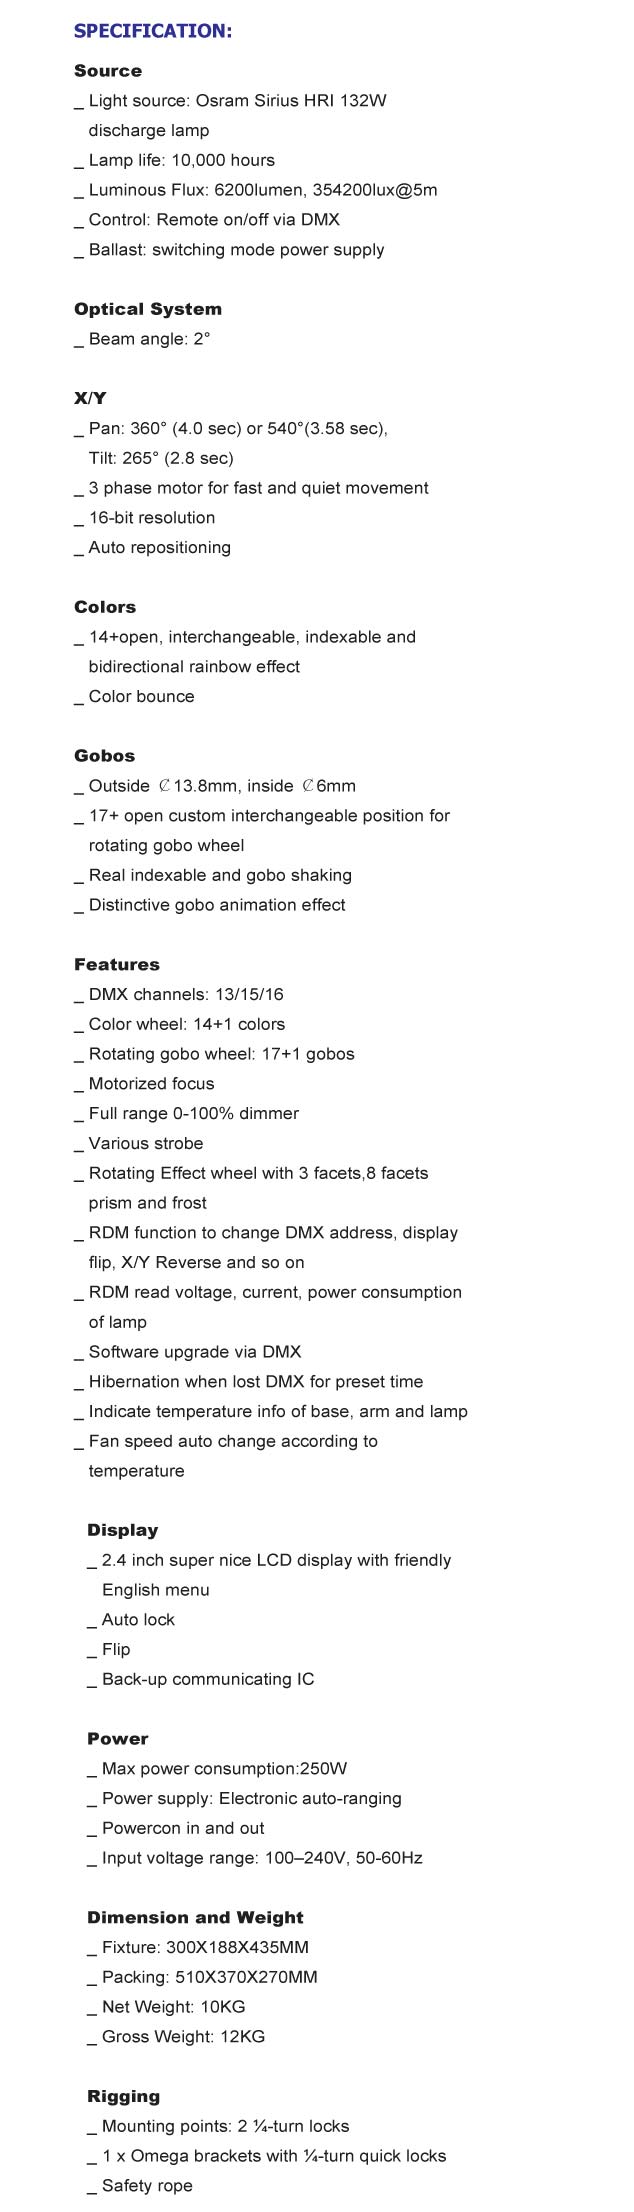 SPECIFICATION:
Source
_ Light source: Osram Sirius HRI 132W
discharge lamp
_ Lamp life: 10,000 hours
_ Luminous Flux: 6200lumen, 354200lux@5m
_ Control: Remote on/off via DMX
_ Ballast: switching mode power supply
Optical System
_ Beam angle: 2°
X/Y
_ Pan: 360° (4.0 sec) or 540°(3.58 sec),
Tilt: 265° (2.8 sec)
_ 3 phase motor for fast and quiet movement
_ 16-bit resolution
_ Auto repositioning
Colors
_ 14+open, interchangeable, indexable and
bidirectional rainbow effect
_ Color bounce
Gobos
_ Outside ₡13.8mm, inside ₡6mm
_ 17+ open custom interchangeable position for
rotating gobo wheel
_ Real indexable and gobo shaking
_ Distinctive gobo animation effect
Features
_ DMX channels: 13/15/16
_ Color wheel: 14+1 colors
_ Rotating gobo wheel: 17+1 gobos
_ Motorized focus
_ Full range 0-100% dimmer
_ Various strobe
_ Rotating Effect wheel with 3 facets,8 facets
prism and frost
_ RDM function to change DMX address, display
flip, X/Y Reverse and so on
_ RDM read voltage, current, power consumption
of lamp
_ Software upgrade via DMX
_ Hibernation when lost DMX for preset time
_ Indicate temperature info of base, arm and lamp
_ Fan speed auto change according to
temperature
Display
_ 2.4 inch super nice LCD display with friendly
English menu
_ Auto lock
_ Flip
_ Back-up communicating IC
Power
_ Max power consumption:250W
_ Power supply: Electronic auto-ranging
_ Powercon in and out
_ Input voltage range: 100–240V, 50-60Hz
Dimension and Weight
_ Fixture: 300X188X435MM
_ Packing: 510X370X270MM
_ Net Weight: 10KG
_ Gross Weight: 12KG
Rigging
_ Mounting points: 2 ¼-turn locks
_ 1 x Omega brackets with ¼-turn quick locks
_ Safety rope